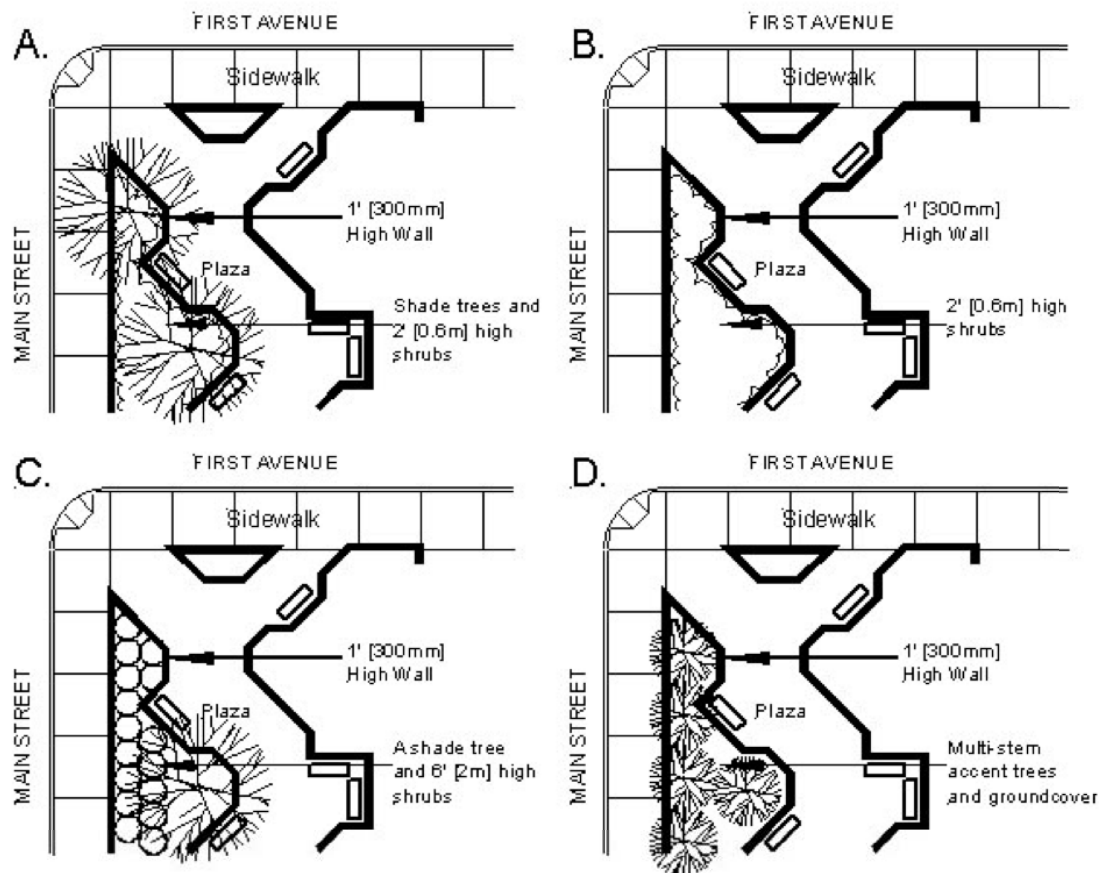 FIRST AVENUE
A.
Sidewalk
MAIN STREET
1' [300mm]
High Wall
Plaza
Shade trees and
2' [0.6m] high
shrubs
FIRST AVENUE
B.
Sidewalk
MAIN STREET
1' [300mm]
High Wall
Plaza
2' [0.6m] high
shrubs
FIRST AVENUE
C.
Sidewalk
MAIN STREET
1' [300mm]
High Wall
Plaza
A shade tree
and 6' [2m] high
shrubs
FIRST AVENUE
D.
Sidewalk
MAIN STREET
1' [300mm]
High Wall
Plaza
Multi-stem
accent trees
and groundcover